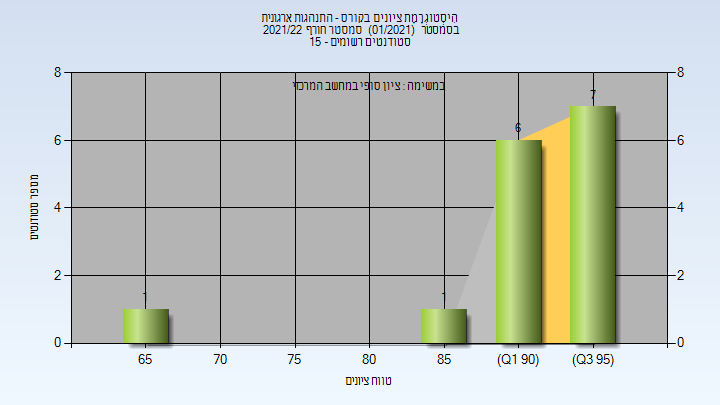 היסטוגרמת ציונים בקורס - התנהגות ארגונית
בסמסטר (01/2021) סמסטר חורף 2021/22
סטודנטים רשומים - 15
במשימה : ציון סופי במחשב המרכזי
מספר סטודנטים
8
6
4
2
0
8
6
4
2
0
1
1
6
7
65
70
75
80
85
(Q1 90)
(Q3 95)
טווח ציונים